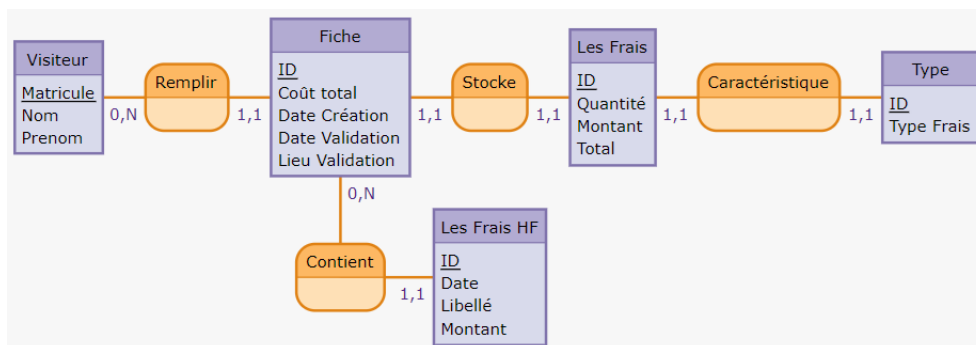 Visiteur
Matricule
Nom
Prenom
0,N
Remplir
1,1
Fiche
ID
Coût total
Date Création
Date Validation
Lieu Validation
1,1
Stocke
1,1
Les Frais
ID
Quantité
Montant
Total
1,1
Caractéristique
1,1
Type
ID
Type Frais
0,N
Contient
1,1
Les Frais HF
ID
Date
Libellé
Montant